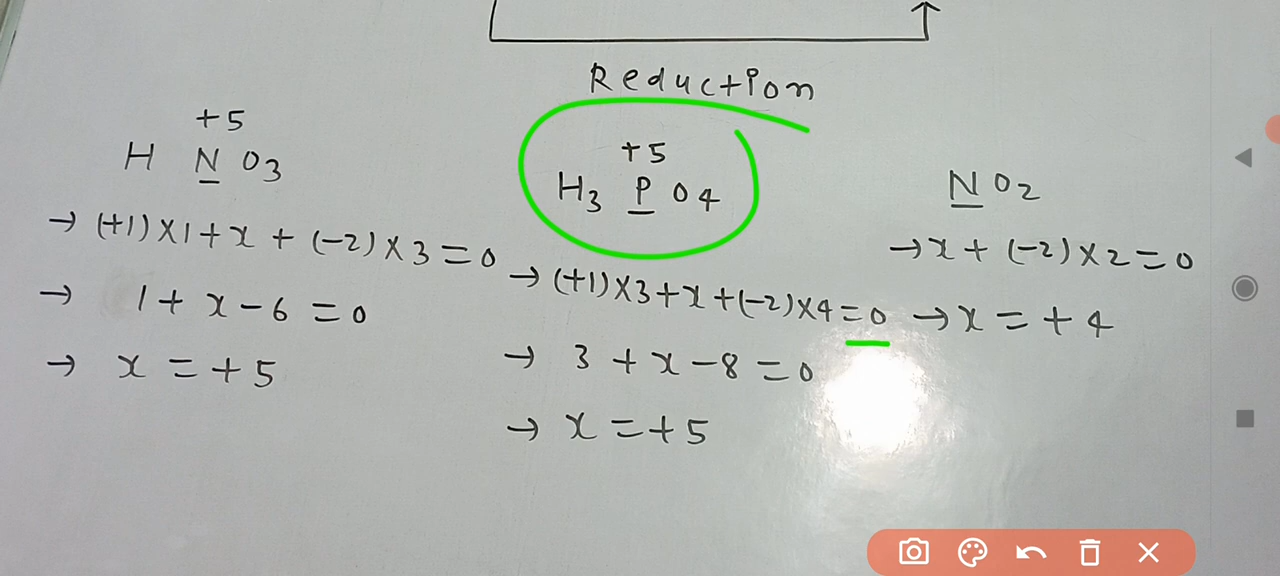 Reduction
+5
H N O3
→ (+1)×1+x+(-2)×3=0
→ 1+x-6=0
→ x=+5
+5
H3 P O4
→ (+1)×3+x+(-2)×4=0
→ 3+x-8=0
→ x=+5
N O2
→ x+(-2)×2=0
→ x=+4